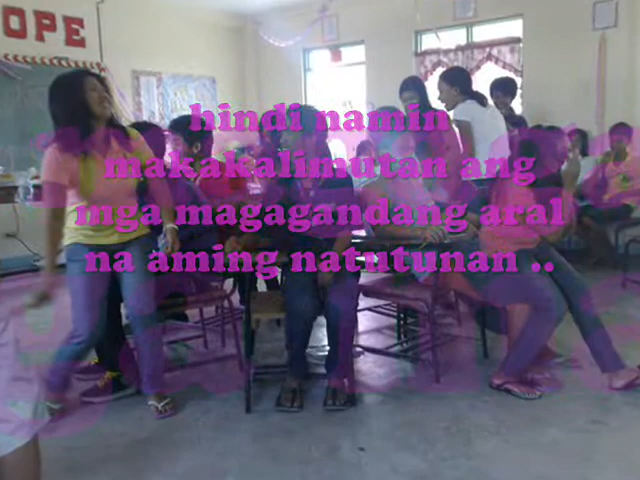 OPE
hindi namin
makakalimutan ang
mga magagandang aral
na aming natutunan ..